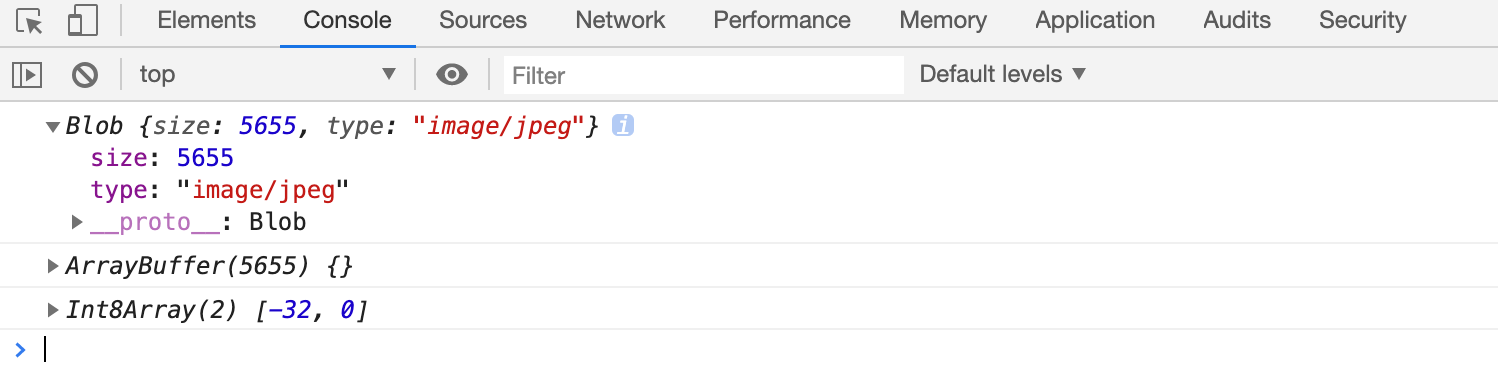 Elements Console Sources Network Performance Memory Application Audits Security
top Filter Default levels
Blob {size: 5655, type: "image/jpeg"} i
size: 5655
type: "image/jpeg"
__proto__: Blob
ArrayBuffer(5655) {}
Int8Array(2) [-32, 0]